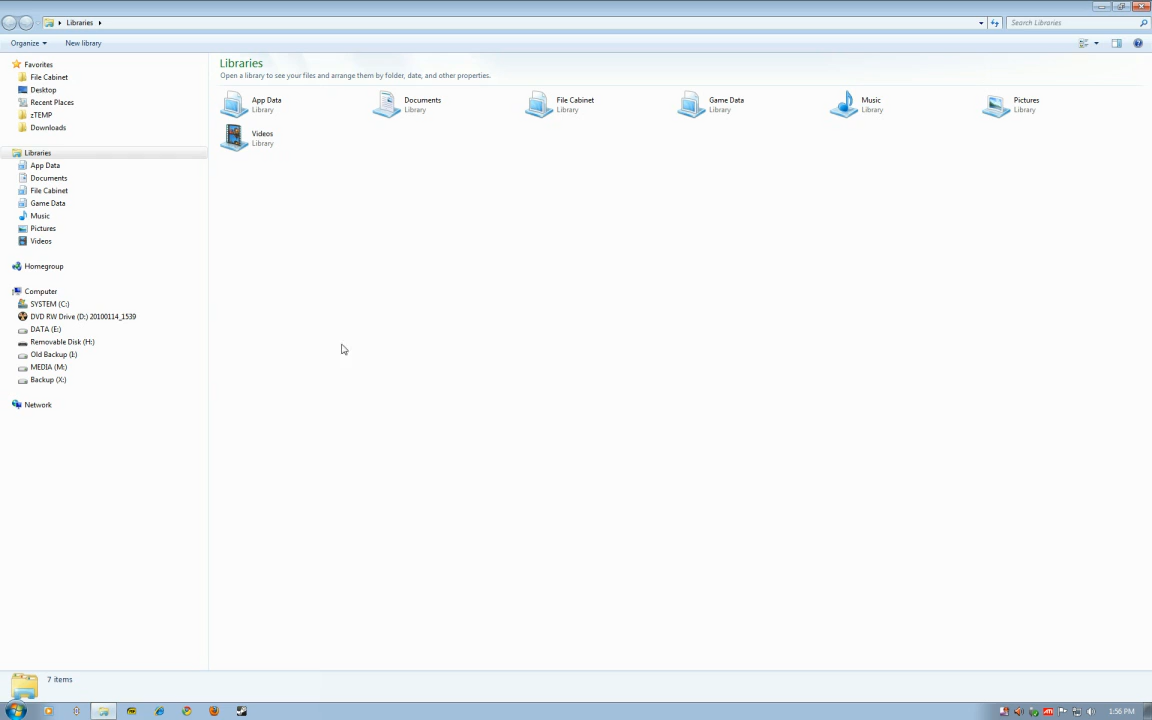 Libraries
Search Libraries
Organize
New library
Favorites
File Cabinet
Desktop
Recent Places
zTEMP
Downloads
Libraries
App Data
Documents
File Cabinet
Game Data
Music
Pictures
Videos
Homegroup
Computer
SYSTEM (C:)
DVD RW Drive (D:) 20100114_1539
DATA (E:)
Removable Disk (H:)
Old Backup (I:)
MEDIA (M:)
Backup (X:)
Network
Libraries
Open a library to see your files and arrange them by folder, date, and other properties.
App Data
Library
Documents
Library
File Cabinet
Library
Game Data
Library
Music
Library
Pictures
Library
Videos
Library
7 items
1:56 PM